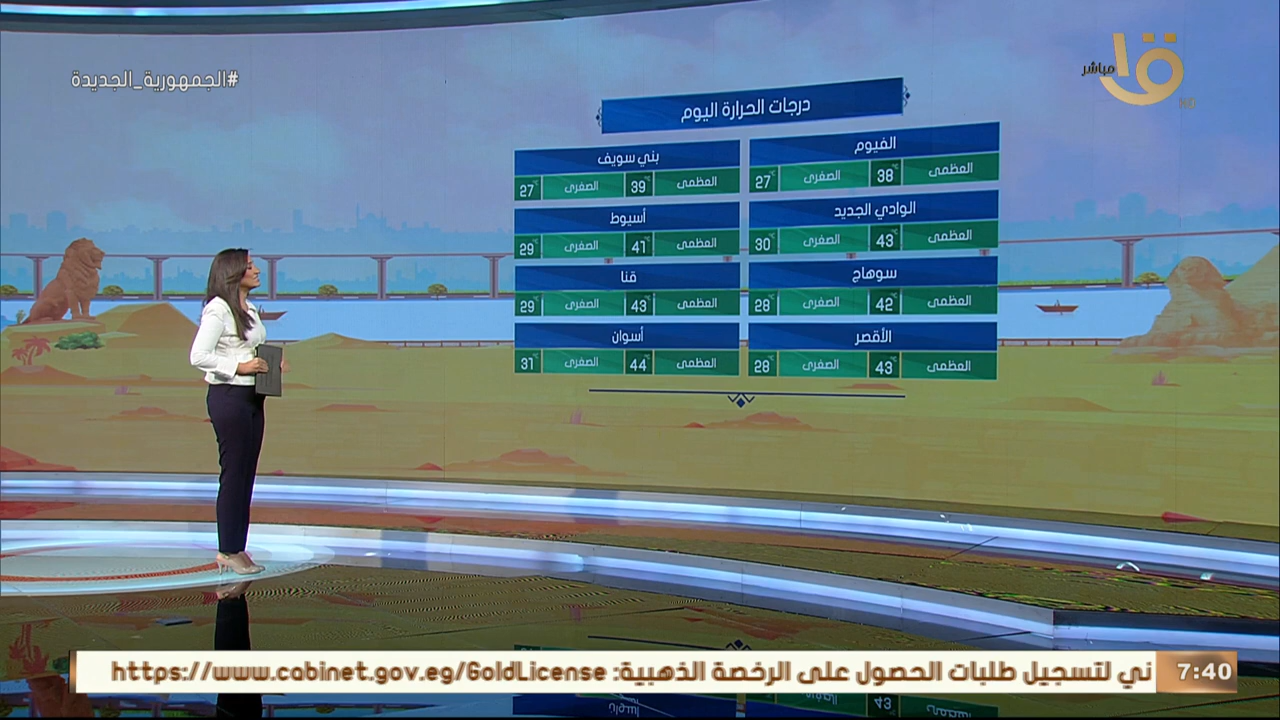 #الجمهورية_الجديدة
مباشر
درجات الحرارة اليوم
الفيوم
العظمى 38°C الصغرى 27°C
بني سويف
العظمى 39°C الصغرى 27°C
الوادي الجديد
العظمى 43°C الصغرى 30°C
أسيوط
العظمى 41°C الصغرى 29°C
سوهاج
العظمى 42°C الصغرى 28°C
قنا
العظمى 43°C الصغرى 29°C
الأقصر
العظمى 43°C الصغرى 28°C
أسوان
العظمى 44°C الصغرى 31°C
ني لتسجيل طلبات الحصول على الرخصة الذهبية: https://www.cabinet.gov.eg/GoldLicense
7:40